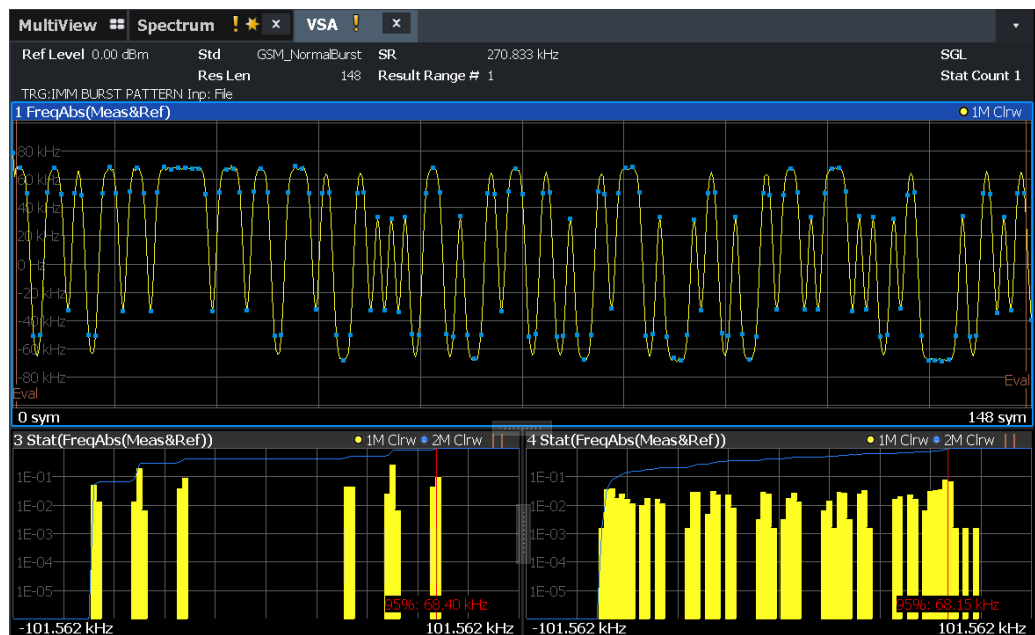 MultiView Spectrum ! x VSA ! x
Ref Level 0.00 dBm Std GSM_NormalBurst SR 270.833 kHz SGL
Res Len 148 Result Range # 1 Stat Count 1
TRG:IMM BURST PATTERN Inp: File
1 FreqAbs(Meas&Ref) 1M Clrw
80 kHz
60 kHz
40 kHz
20 kHz
0 Hz
-20 kHz
-40 kHz
-60 kHz
-80 kHz
Eval Eval
0 sym 148 sym
3 Stat(FreqAbs(Meas&Ref)) 1M Clrw 2M Clrw
1E-01
1E-02
1E-03
1E-04
1E-05
95%: 68.40 kHz
-101.562 kHz 101.562 kHz
4 Stat(FreqAbs(Meas&Ref)) 1M Clrw 2M Clrw
1E-01
1E-02
1E-03
1E-04
1E-05
95%: 68.15 kHz
-101.562 kHz 101.562 kHz